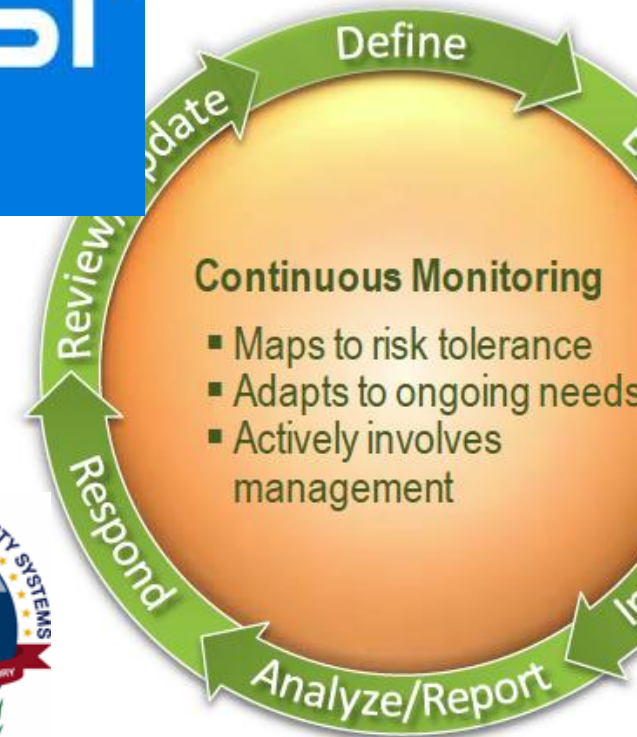 Define
Review/Update
Continuous Monitoring
▪ Maps to risk tolerance
▪ Adapts to ongoing needs
▪ Actively involves
management
Respond
Analyze/Report
SYSTEMS